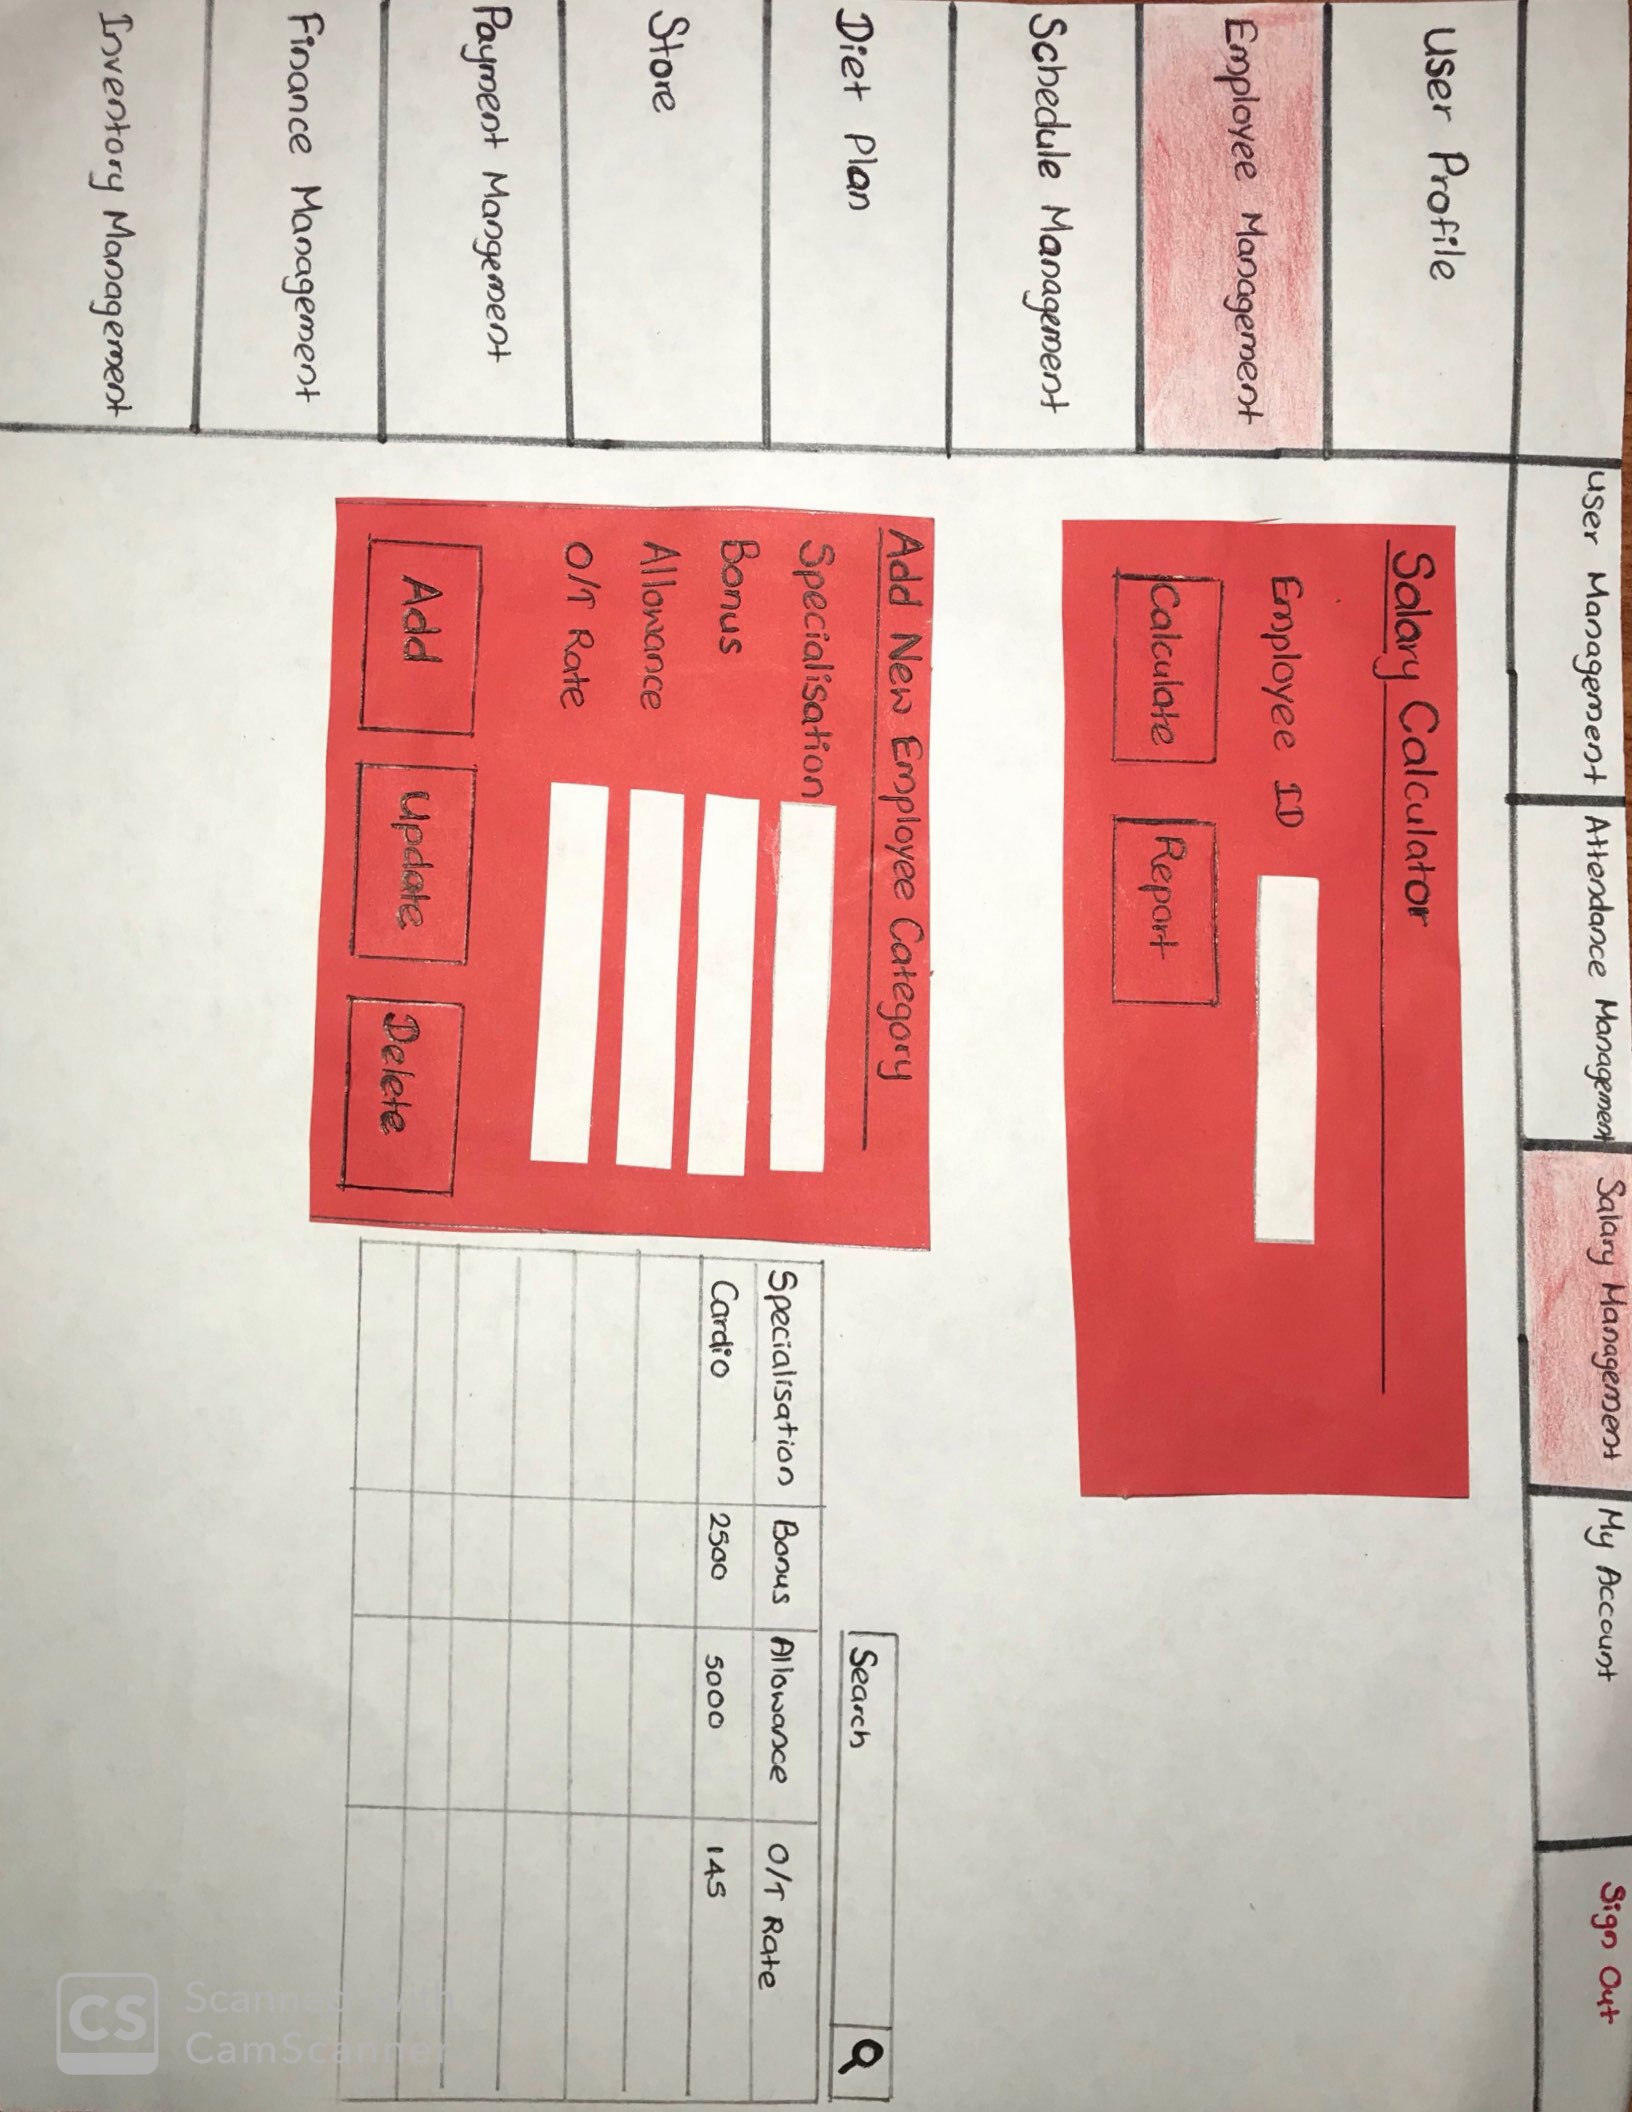 User Management
Attendance Management
Salary Management
My Account
Sign Out
User Profile
Employee Management
Schedule Management
Diet Plan
Store
Payment Mangement
Finance Management
Inventory Management
Salary Calculator
Employee ID
Calculate
Report
Add New Employee Category
Specialisation
Bonus
Allowance
O/T Rate
Add
Update
Delete
Search
Specialisation Bonus Allowance O/T Rate
Cardio 2500 5000 145
CS
Scanned with
CamScanner